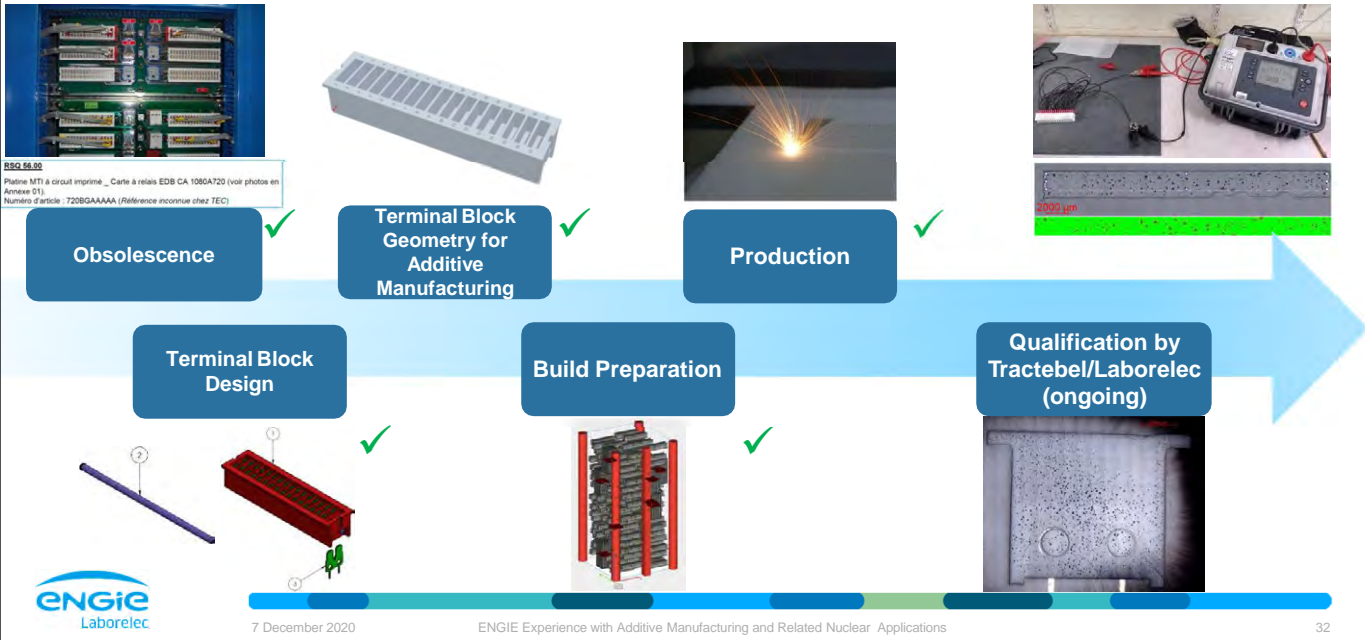 RSQ 56.00
Platine MTI à circuit imprimé _ Carte à relais EDB CA 1080A720 (voir photos en
Annexe 01).
Numéro d'article : 720BGAAAAA (Référence inconnue chez TEC)
Obsolescence
Terminal Block
Geometry for
Additive
Manufacturing
Production
2000 µm
Terminal Block
Design
Build Preparation
Qualification by
Tractebel/Laborelec
(ongoing)
1
2
3
ENGIE
Laborelec
7 December 2020
ENGIE Experience with Additive Manufacturing and Related Nuclear Applications
32